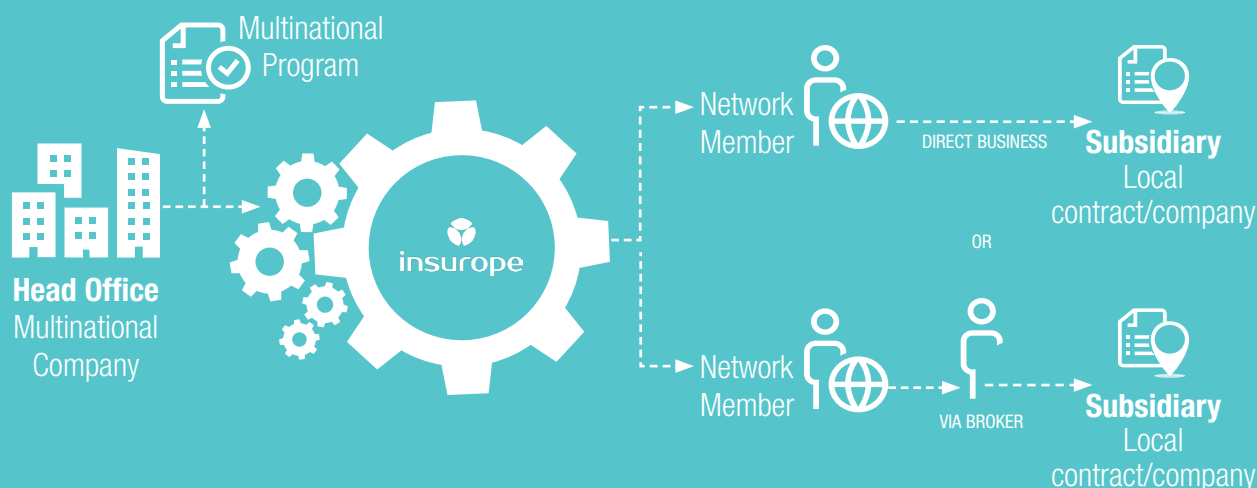 Multinational
Program
Head Office
Multinational
Company
insurope
Network
Member
DIRECT BUSINESS
Subsidiary
Local
contract/company
OR
Network
Member
VIA BROKER
Subsidiary
Local
contract/company